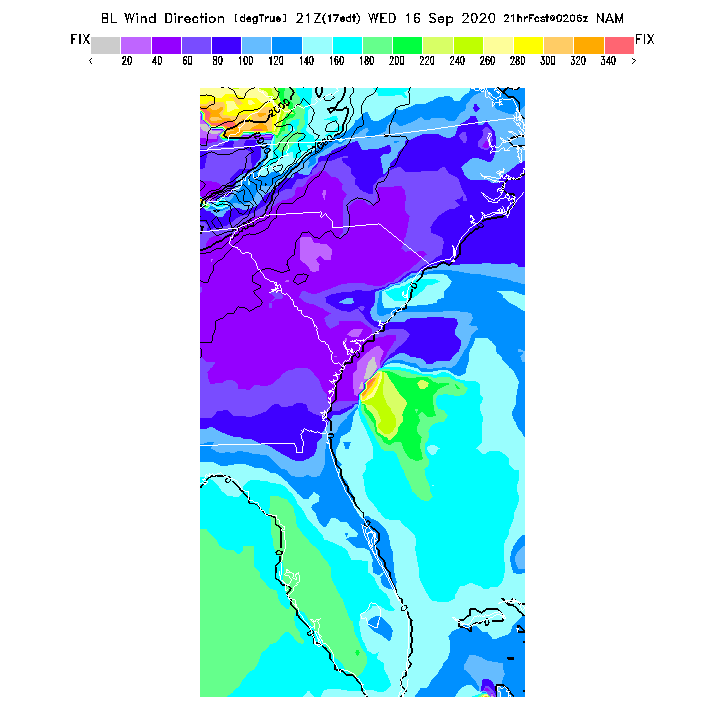 BL Wind Direction [degTrue] 21Z(17edt) WED 16 Sep 2020 21hrFcst@0206z NAM
FIX FIX
< 20 40 60 80 100 120 140 160 180 200 220 240 260 280 300 320 340 >
2000